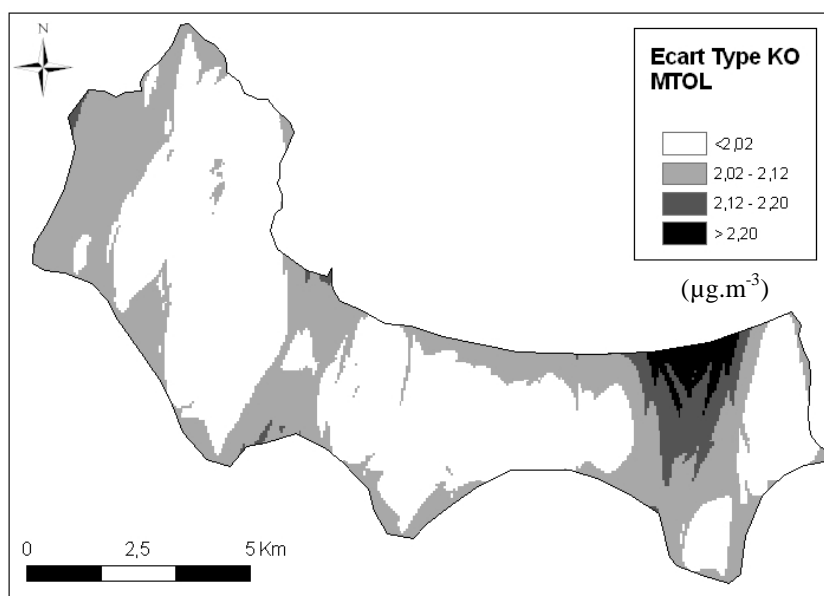 N
Ecart Type KO
MTOL
<2,02
2,02 - 2,12
2,12 - 2,20
> 2,20
(µg.m-3)
0 2,5 5 Km